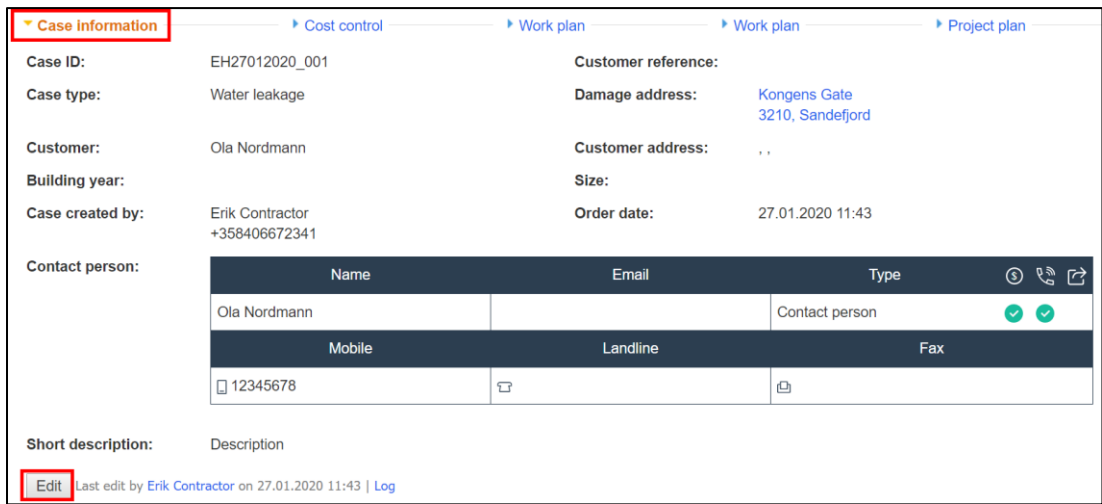 Case information Cost control Work plan Work plan Project plan
Case ID: EH27012020_001 Customer reference:
Case type: Water leakage Damage address: Kongens Gate
3210, Sandefjord
Customer: Ola Nordmann Customer address: , ,
Building year: Size:
Case created by: Erik Contractor Order date: 27.01.2020 11:43
+358406672341
Contact person:
Name Email Type
Ola Nordmann Contact person
Mobile Landline Fax
12345678
Short description: Description
Edit Last edit by Erik Contractor on 27.01.2020 11:43 | Log